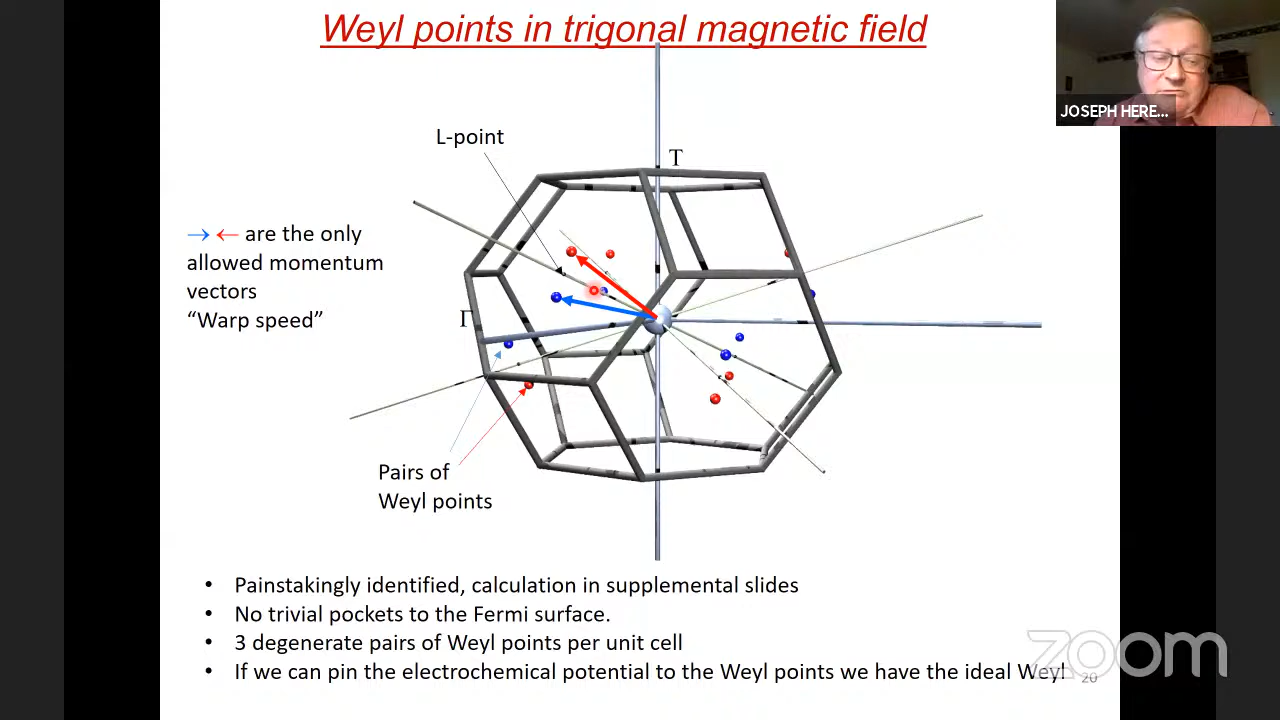 Weyl points in trigonal magnetic field
JOSEPH HERE...
L-point
T
→ ← are the only
allowed momentum
vectors
“Warp speed”
Γ
Pairs of
Weyl points
• Painstakingly identified, calculation in supplemental slides
• No trivial pockets to the Fermi surface.
• 3 degenerate pairs of Weyl points per unit cell
• If we can pin the electrochemical potential to the Weyl points we have the ideal Weyl
20
zoom